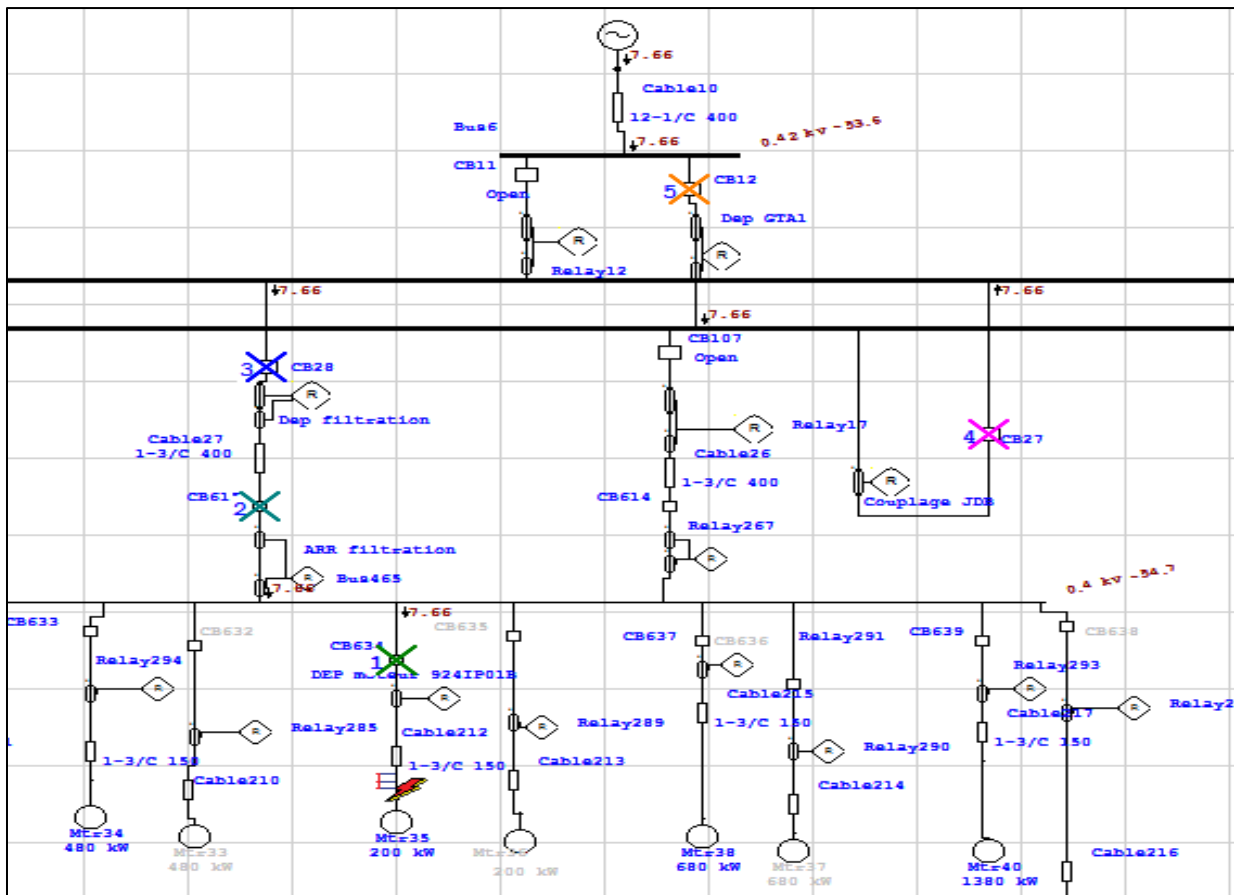 7.66
Cable10
12-1/C 400
Bus6
7.66
0.42 kv -53.6
CB11
Open
5
CB12
Dep GTA1
R
R
Relay12
7.66
7.66
7.66
CB107
Open
3
CB28
R
Dep filtration
Cable27
1-3/C 400
R
Relay17
Cable26
1-3/C 400
4
CB27
R
Couplage JDB
CB61
2
CB614
Relay267
ARR filtration
R
Bus465
R
7.66
0.4 kv -54.7
7.66
CB633
CB632
CB634
1
CB635
CB637
CB636
Relay291
CB639
CB638
DEP moteur 924IP01B
Relay294
R
R
R
Relay293
R
Cable215
Relay285
R
Cable212
Relay289
R
1-3/C 150
1-3/C 150
1-3/C 150
1-3/C 150
R
Relay290
R
Cable210
Cable213
Cable214
Mtr34
480 kW
Mtr33
480 kW
Mtr35
200 kW
200 kW
Mtr38
680 kW
Mtr37
680 kW
Mtr40
1380 kW
Cable216